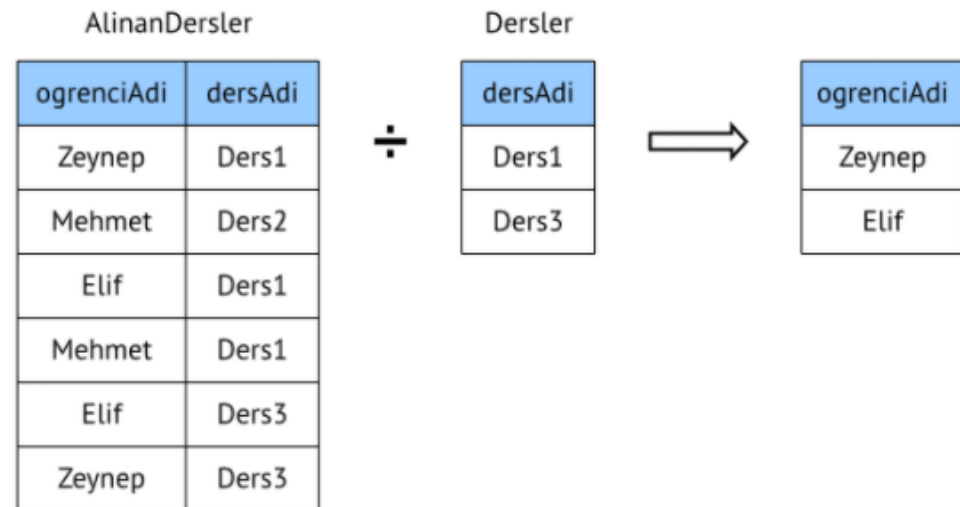 AlinanDersler Dersler
ogrenciAdi dersAdi dersAdi ogrenciAdi
Zeynep Ders1 ÷ Ders1 Zeynep
Mehmet Ders2 Ders3 Elif
Elif Ders1
Mehmet Ders1
Elif Ders3
Zeynep Ders3